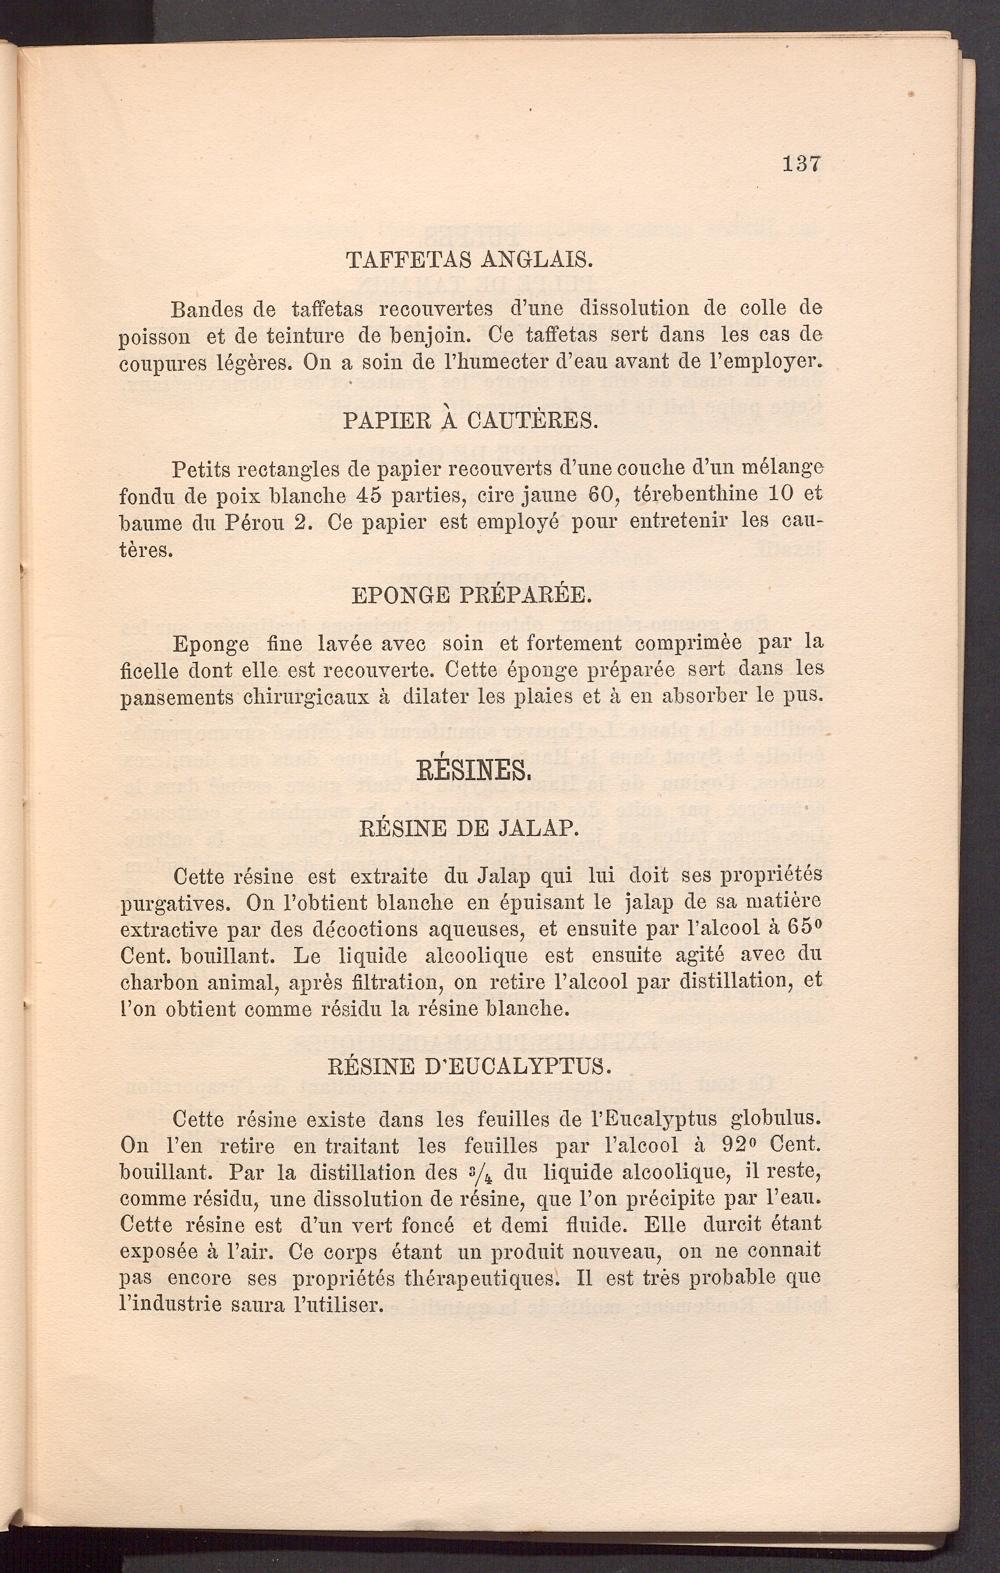 137
TAFFETAS ANGLAIS.
Bandes de taffetas recouvertes d'une dissolution de colle de
poisson et de teinture de benjoin. Ce taffetas sert dans les cas de
coupures légères. On a soin de l'humecter d'eau avant de l'employer.
PAPIER À CAUTÈRES.
Petits rectangles de papier recouverts d'une couche d'un mélange
fondu de poix blanche 45 parties, cire jaune 60, térebenthine 10 et
baume du Pérou 2. Ce papier est employé pour entretenir les cau-
tères.
EPONGE PRÉPARÉE.
Eponge fine lavée avec soin et fortement comprimèe par la
ficelle dont elle est recouverte. Cette éponge préparée sert dans les
pansements chirurgicaux à dilater les plaies et à en absorber le pus.
RÉSINES.
RÉSINE DE JALAP.
Cette résine est extraite du Jalap qui lui doit ses propriétés
purgatives. On l'obtient blanche en épuisant le jalap de sa matière
extractive par des décoctions aqueuses, et ensuite par l'alcool à 65º
Cent. bouillant. Le liquide alcoolique est ensuite agité avec du
charbon animal, après filtration, on retire l'alcool par distillation, et
l'on obtient comme résidu la résine blanche.
RÉSINE D'EUCALYPTUS.
Cette résine existe dans les feuilles de l'Eucalyptus globulus.
On l'en retire en traitant les feuilles par l'alcool à 92º Cent.
bouillant. Par la distillation des ¾ du liquide alcoolique, il reste,
comme résidu, une dissolution de résine, que l'on précipite par l'eau.
Cette résine est d'un vert foncé et demi fluide. Elle durcit étant
exposée à l'air. Ce corps étant un produit nouveau, on ne connait
pas encore ses propriétés thérapeutiques. Il est très probable que
l'industrie saura l'utiliser.